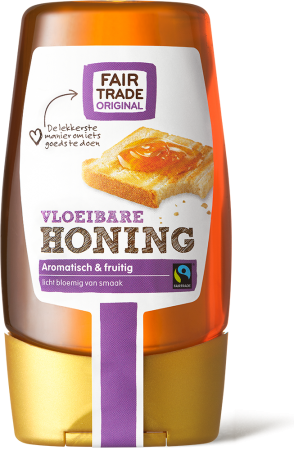 FAIR
TRADE
ORIGINAL
De lekkerste
manier om iets
goeds te doen
VLOEIBARE
HONING
Aromatisch & fruitig
licht bloemig van smaak
FAIRTRADE